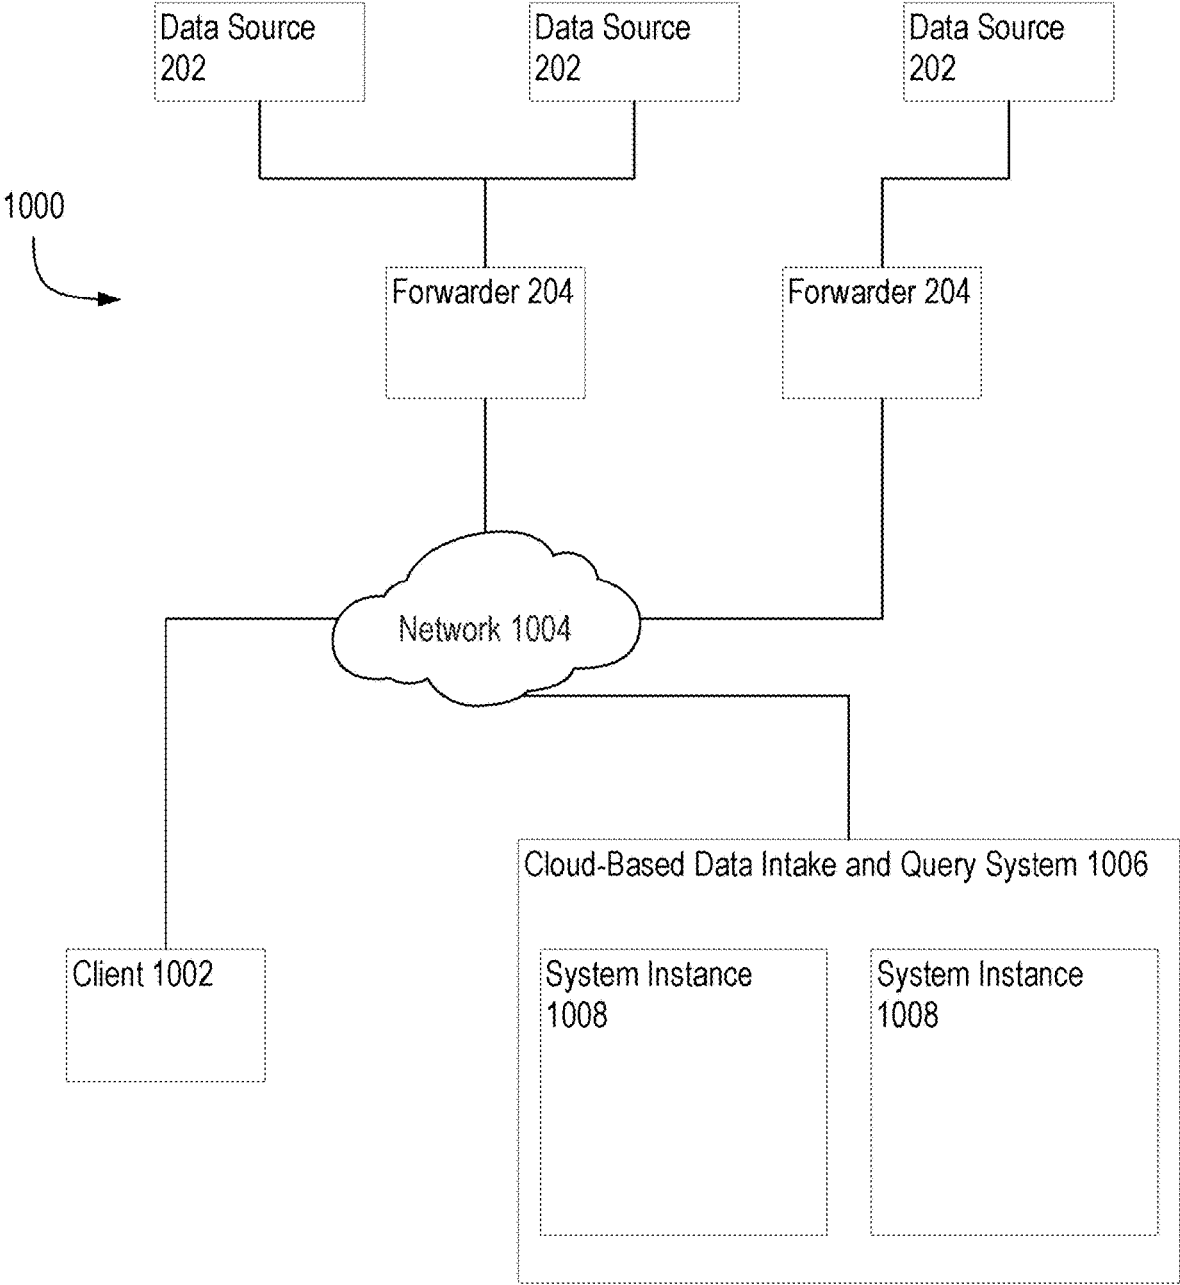 Data Source
202
Data Source
202
Data Source
202
1000
Forwarder 204
Forwarder 204
Network 1004
Cloud-Based Data Intake and Query System 1006
Client 1002
System Instance
1008
System Instance
1008